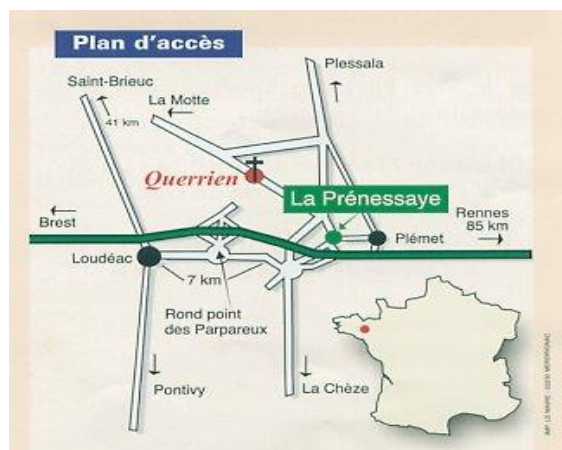 Plan d'accès
Saint-Brieuc
41 km
La Motte
Plessala
Querrien
La Prénessaye
Brest
Rennes
85 km
Plémet
Loudéac
7 km
Rond point
des Parpareux
Pontivy
La Chèze